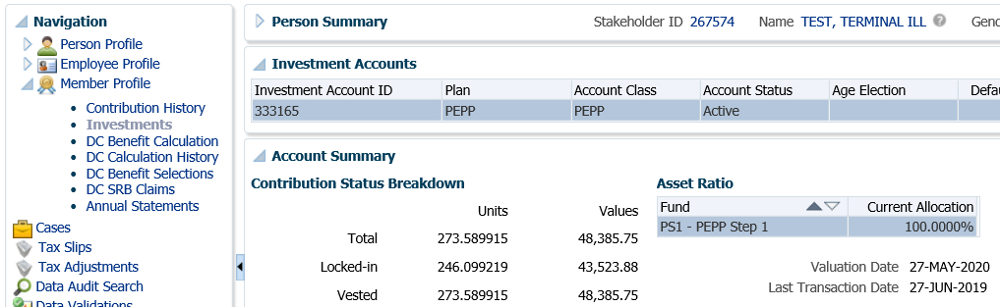 Navigation
Person Profile
Employee Profile
Member Profile
Contribution History
Investments
DC Benefit Calculation
DC Calculation History
DC Benefit Selections
DC SRB Claims
Annual Statements
Cases
Tax Slips
Tax Adjustments
Data Audit Search
Data Validations
Person Summary Stakeholder ID 267574 Name TEST, TERMINAL ILL ? Gend
Investment Accounts
Investment Account ID Plan Account Class Account Status Age Election Defau
333165 PEPP PEPP Active
Account Summary
Contribution Status Breakdown
Units Values
Total 273.589915 48,385.75
Locked-in 246.099219 43,523.88
Vested 273.589915 48,385.75
Asset Ratio
Fund Current Allocation
PS1 - PEPP Step 1 100.0000%
Valuation Date 27-MAY-2020
Last Transaction Date 27-JUN-2019